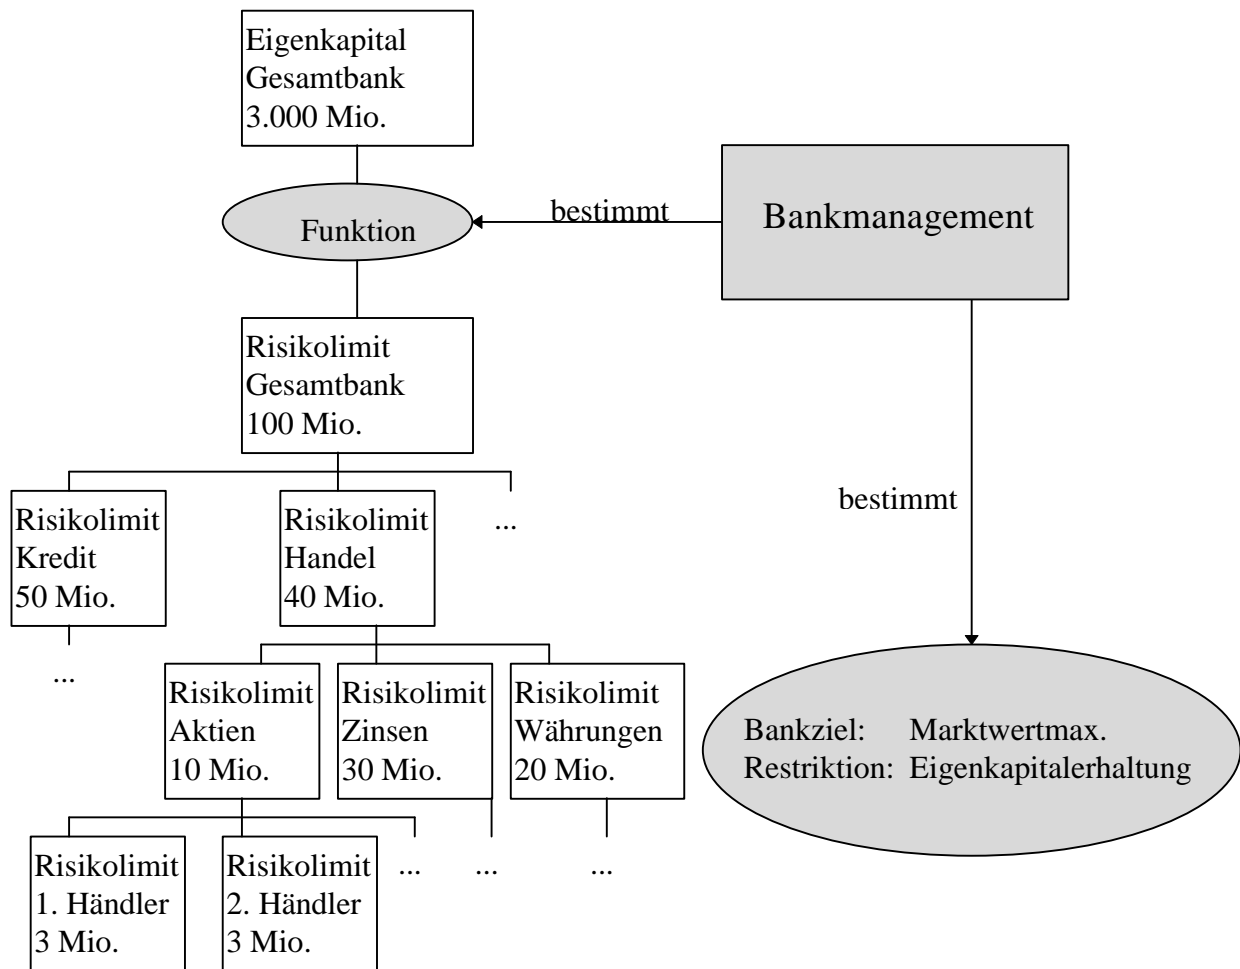 Eigenkapital
Gesamtbank
3.000 Mio.
bestimmt
Bankmanagement
Funktion
Risikolimit
Gesamtbank
100 Mio.
bestimmt
Risikolimit
Kredit
50 Mio.
Risikolimit
Handel
40 Mio.
...
...
Risikolimit
Aktien
10 Mio.
Risikolimit
Zinsen
30 Mio.
Risikolimit
Währungen
20 Mio.
Bankziel: Marktwertmax.
Restriktion: Eigenkapitalerhaltung
Risikolimit
1. Händler
3 Mio.
Risikolimit
2. Händler
3 Mio.
...
...
...